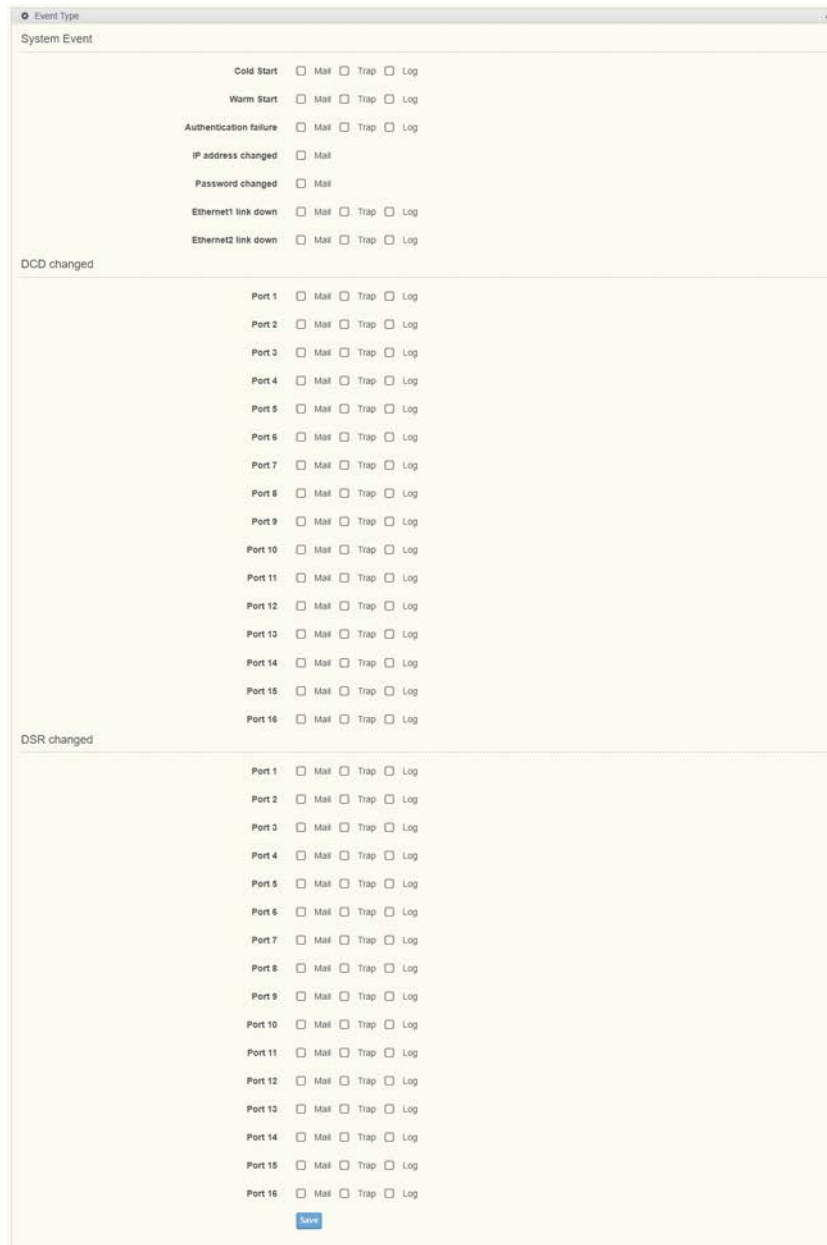 Event Type
System Event
Cold Start Mail Trap Log
Warm Start Mail Trap Log
Authentication failure Mail Trap Log
IP address changed Mail
Password changed Mail
Ethernet1 link down Mail Trap Log
Ethernet2 link down Mail Trap Log
DCD changed
Port 1 Mail Trap Log
Port 2 Mail Trap Log
Port 3 Mail Trap Log
Port 4 Mail Trap Log
Port 5 Mail Trap Log
Port 6 Mail Trap Log
Port 7 Mail Trap Log
Port 8 Mail Trap Log
Port 9 Mail Trap Log
Port 10 Mail Trap Log
Port 11 Mail Trap Log
Port 12 Mail Trap Log
Port 13 Mail Trap Log
Port 14 Mail Trap Log
Port 15 Mail Trap Log
Port 16 Mail Trap Log
DSR changed
Port 1 Mail Trap Log
Port 2 Mail Trap Log
Port 3 Mail Trap Log
Port 4 Mail Trap Log
Port 5 Mail Trap Log
Port 6 Mail Trap Log
Port 7 Mail Trap Log
Port 8 Mail Trap Log
Port 9 Mail Trap Log
Port 10 Mail Trap Log
Port 11 Mail Trap Log
Port 12 Mail Trap Log
Port 13 Mail Trap Log
Port 14 Mail Trap Log
Port 15 Mail Trap Log
Port 16 Mail Trap Log
Save